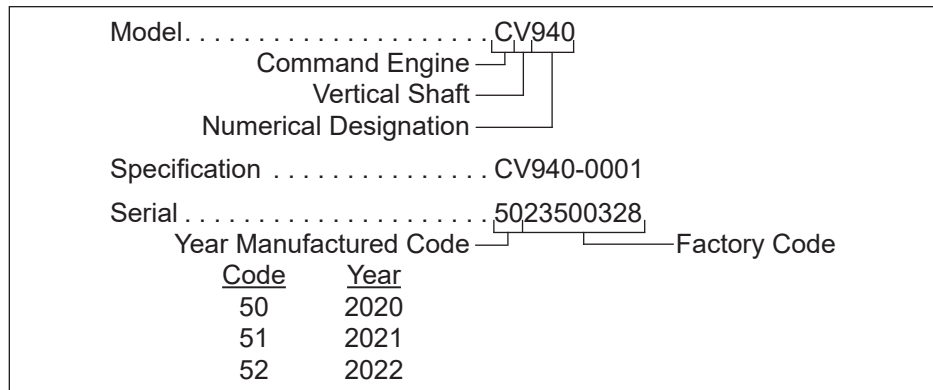 Model. . . . . . . . . . . . . . . . . . . . . CV940
Command Engine
Vertical Shaft
Numerical Designation
Specification . . . . . . . . . . . . . . . CV940-0001
Serial . . . . . . . . . . . . . . . . . . . . . 5023500328
Year Manufactured Code Factory Code
Code Year
50 2020
51 2021
52 2022